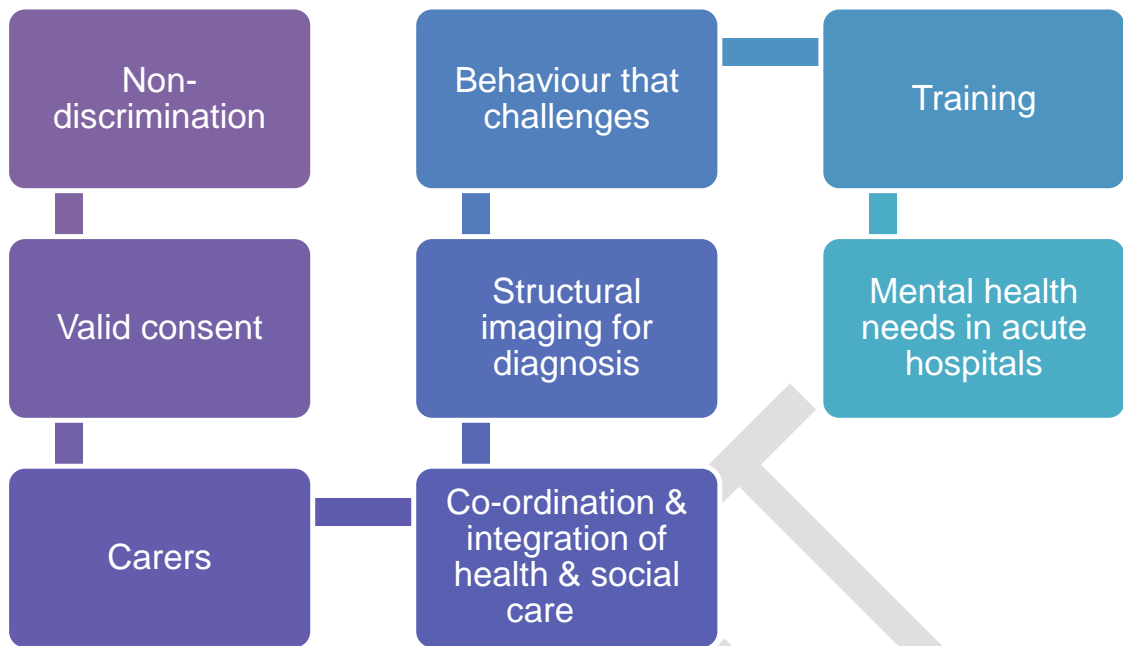 Non-
discrimination
Valid consent
Carers
Co-ordination &
integration of
health & social
care
Structural
imaging for
diagnosis
Behaviour that
challenges
Training
Mental health
needs in acute
hospitals